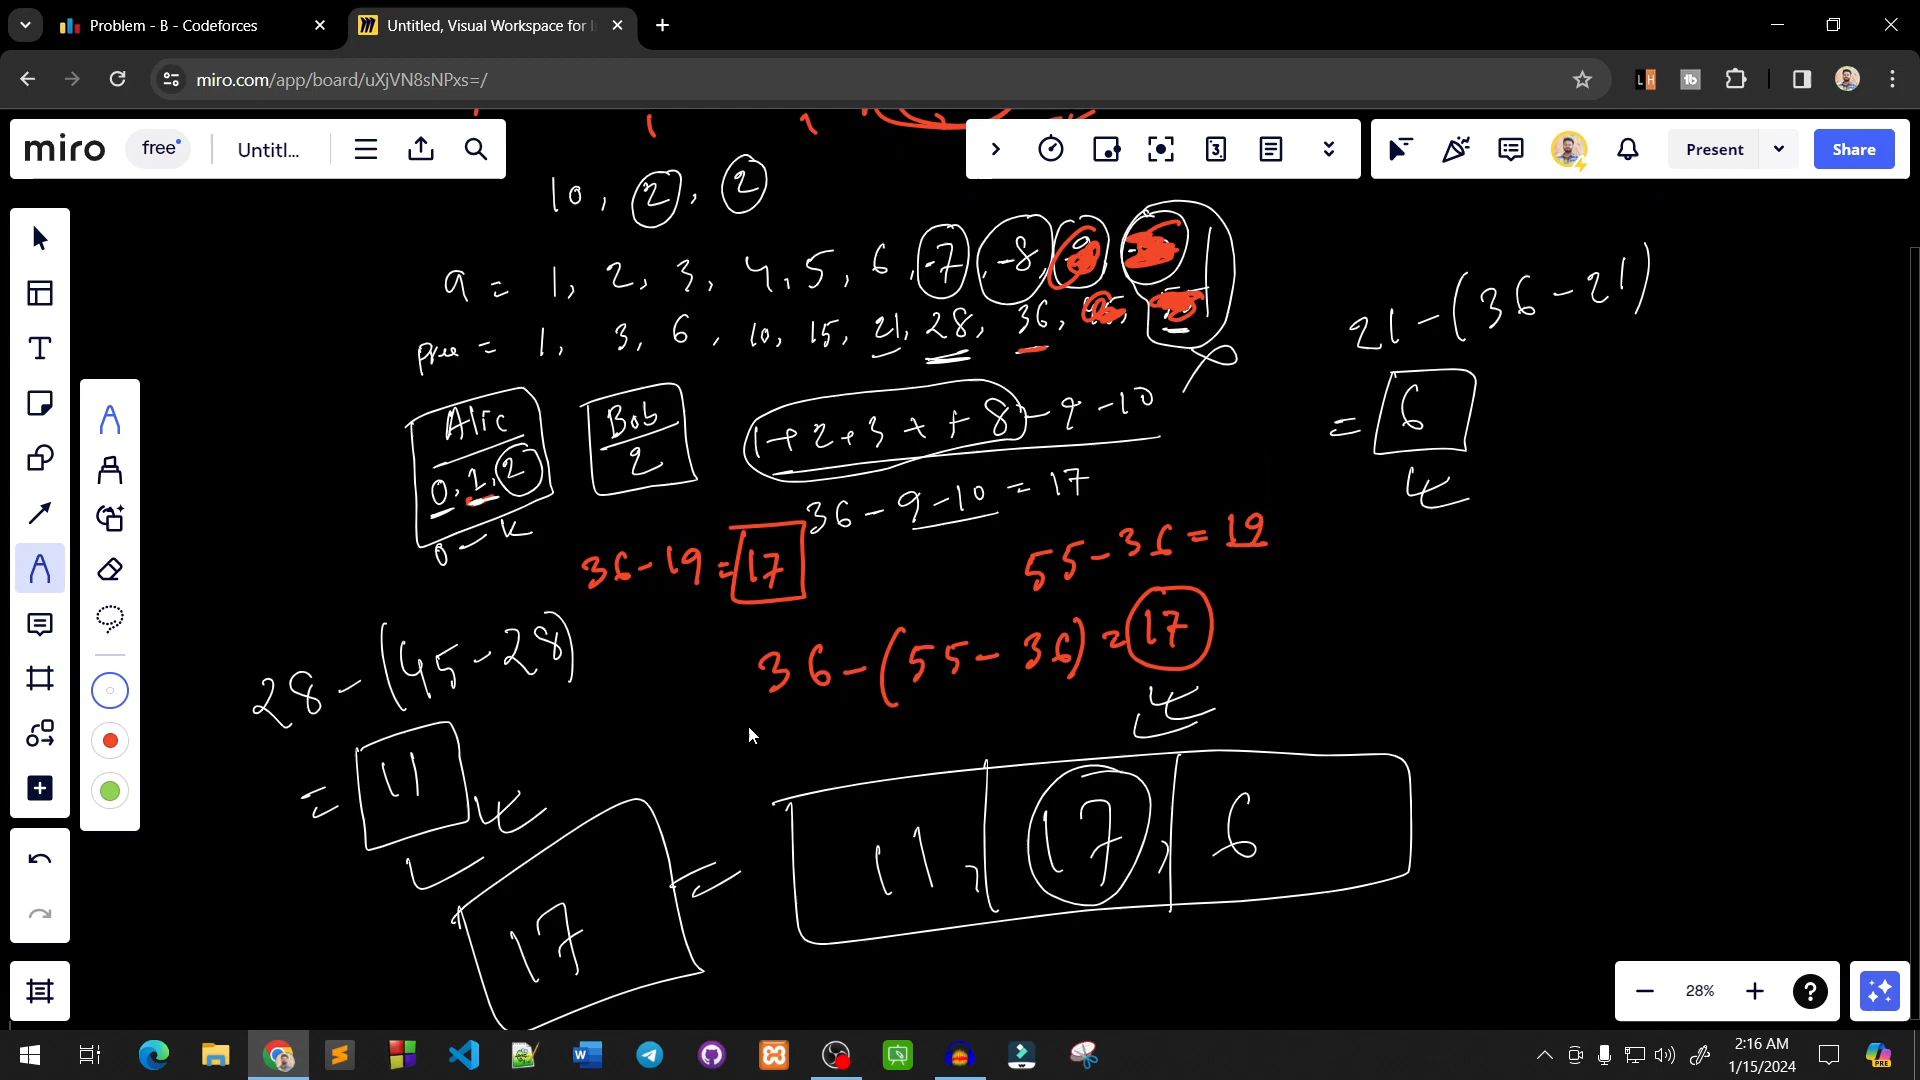 Problem - B - Codeforces
Untitled, Visual Workspace for I
miro.com/app/board/uXjVN8sNPxs=/
miro
free
Untitl...
Present
Share
10, 2, 2
a = 1, 2, 3, 4, 5, 6, -7, -8,
pre = 1, 3, 6, 10, 15, 21, 28, 36,
21 - (36 - 21)
= 6
Alic
0, 1, 2
0 - k
Bob
2
1+2+3+ +8 - 9 - 10
36 - 9 - 10 = 17
36 - 19 = 17
55 - 36 = 19
36 - (55 - 36) = 17
28 - (45 - 28)
= 11
17 = 11, 17, 6
28%
2:16 AM
1/15/2024